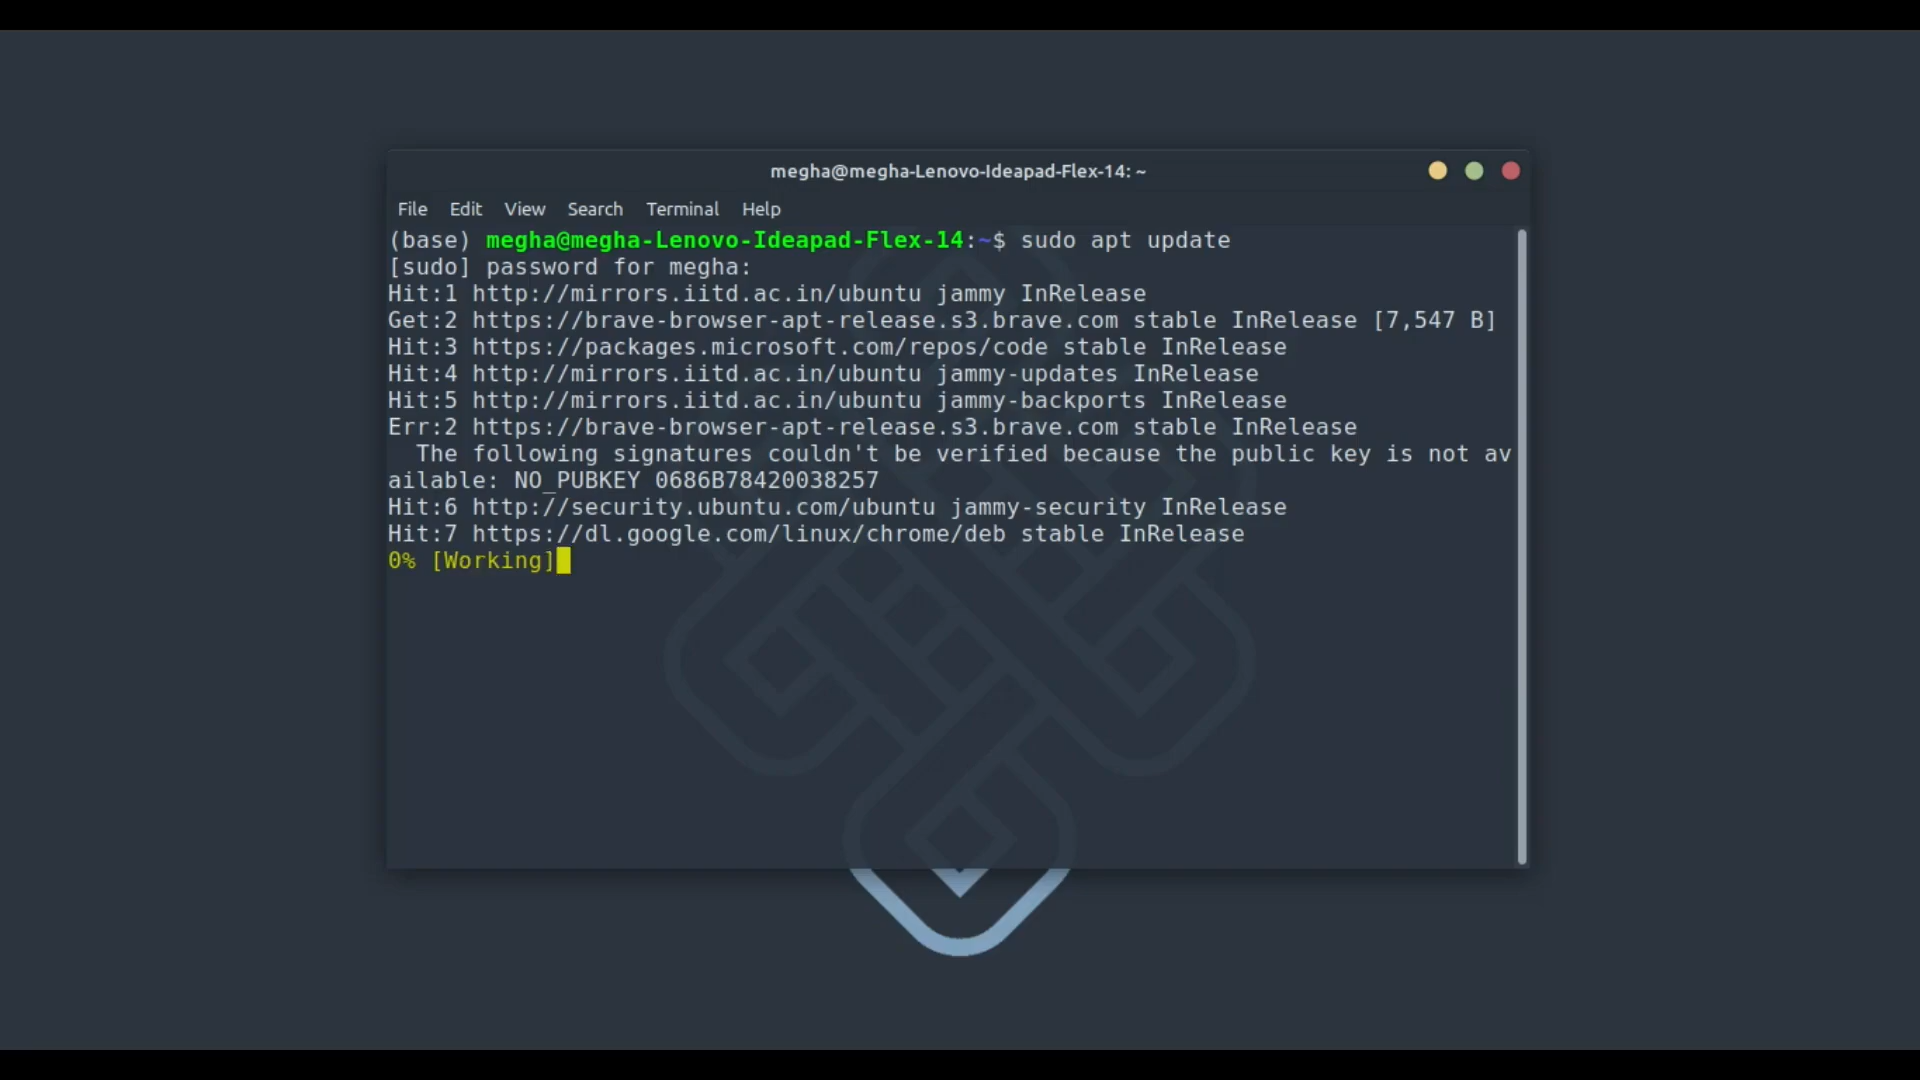 megha@megha-Lenovo-Ideapad-Flex-14: ~
File Edit View Search Terminal Help
(base) megha@megha-Lenovo-Ideapad-Flex-14:~$ sudo apt update
[sudo] password for megha:
Hit:1 http://mirrors.iitd.ac.in/ubuntu jammy InRelease
Get:2 https://brave-browser-apt-release.s3.brave.com stable InRelease [7,547 B]
Hit:3 https://packages.microsoft.com/repos/code stable InRelease
Hit:4 http://mirrors.iitd.ac.in/ubuntu jammy-updates InRelease
Hit:5 http://mirrors.iitd.ac.in/ubuntu jammy-backports InRelease
Err:2 https://brave-browser-apt-release.s3.brave.com stable InRelease
  The following signatures couldn't be verified because the public key is not av
ailable: NO_PUBKEY 0686B78420038257
Hit:6 http://security.ubuntu.com/ubuntu jammy-security InRelease
Hit:7 https://dl.google.com/linux/chrome/deb stable InRelease
0% [Working]